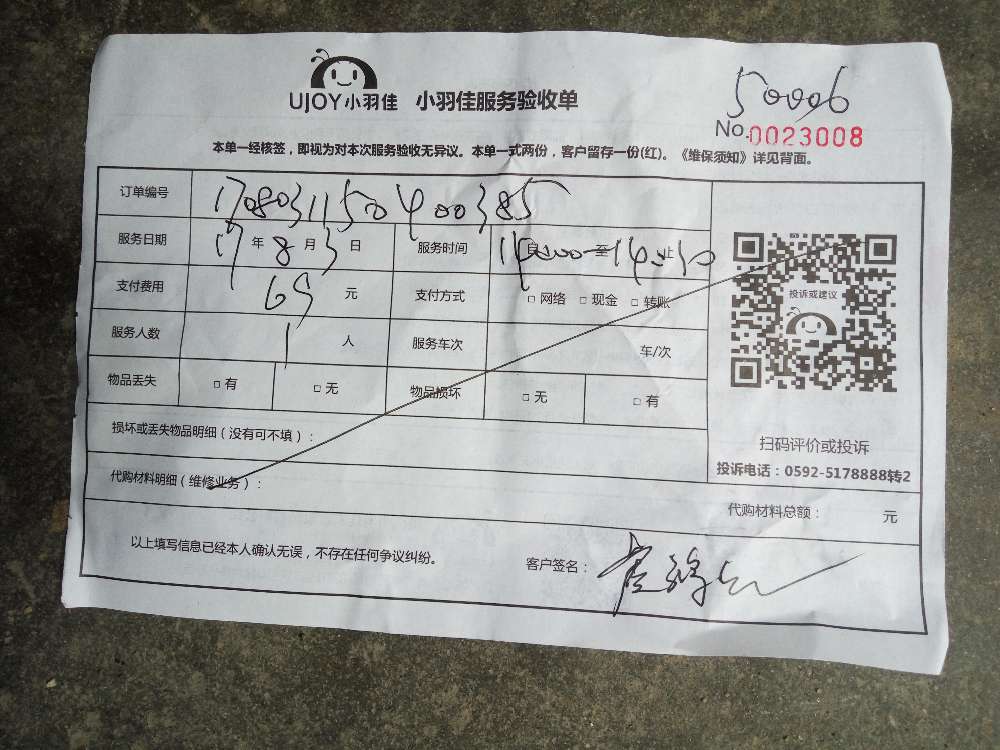 50006
UJOY小羽佳 小羽佳服务验收单
No.0023008
本单一经核签，即视为对本次服务验收无异议。本单一式两份，客户留存一份(红)。《维保须知》详见背面。
订单编号 170803115040038５
服务日期 17 年 8 月 3 日 服务时间 14:00 至 止
支付费用 65 元 支付方式 □ 网络 □ 现金 □ 转账
服务人数 1 人 服务车次 车/次
物品丢失 □ 有 □ 无 物品损坏 □ 无 □ 有
投诉或建议
损坏或丢失物品明细（没有可不填）：
扫码评价或投诉
投诉电话：0592-5178888转2
代购材料明细（维修业务）：
代购材料总额： 元
以上填写信息已经本人确认无误，不存在任何争议纠纷。
客户签名：